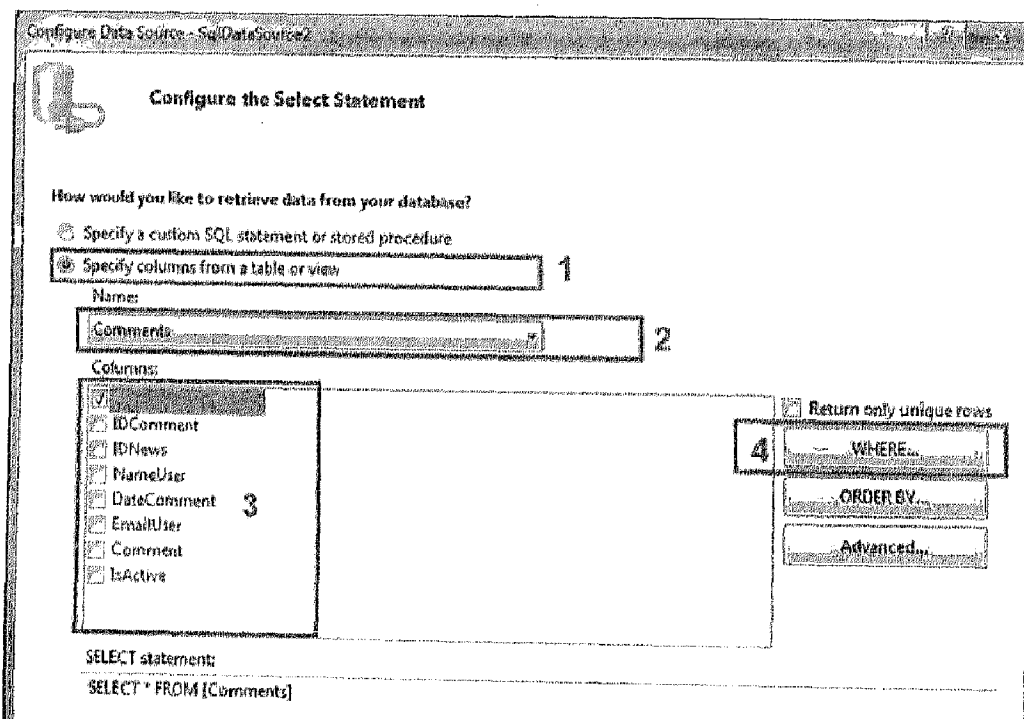 Configure Data Source - SqlDataSource2
Configure the Select Statement
How would you like to retrieve data from your database?
Specify a custom SQL statement or stored procedure
Specify columns from a table or view
1
Name:
Comments
2
Columns:
Return only unique rows
IDComment
IDNews
4
WHERE...
NameUser
DateComment
3
ORDER BY...
EmailUser
Comment
Advanced...
IsActive
SELECT statement:
SELECT * FROM [Comments]